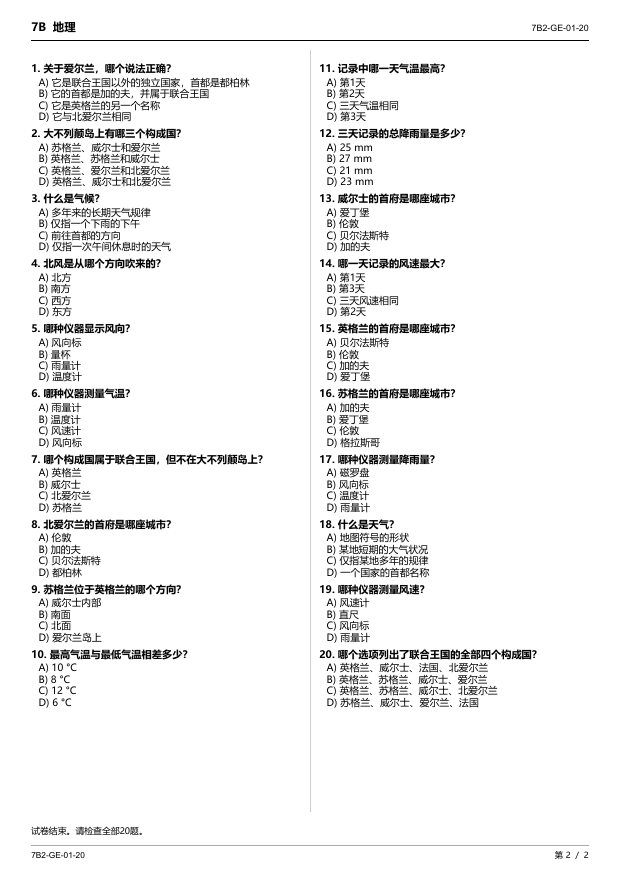 7B 地理
7B2-GE-01-20
1. 关于爱尔兰，哪个说法正确？
A) 它是联合王国以外的独立国家，首都是都柏林
B) 它的首都是加的夫，并属于联合王国
C) 它是英格兰的另一个名称
D) 它与北爱尔兰相同
2. 大不列颠岛上有哪三个构成国？
A) 苏格兰、威尔士和爱尔兰
B) 英格兰、苏格兰和威尔士
C) 英格兰、爱尔兰和北爱尔兰
D) 英格兰、威尔士和北爱尔兰
3. 什么是气候？
A) 多年来的长期天气规律
B) 仅指一个下雨的下午
C) 前往首都的方向
D) 仅指一次午间休息时的天气
4. 北风是从哪个方向吹来的？
A) 北方
B) 南方
C) 西方
D) 东方
5. 哪种仪器显示风向？
A) 风向标
B) 量杯
C) 雨量计
D) 温度计
6. 哪种仪器测量气温？
A) 雨量计
B) 温度计
C) 风速计
D) 风向标
7. 哪个构成国属于联合王国，但不在大不列颠岛上？
A) 英格兰
B) 威尔士
C) 北爱尔兰
D) 苏格兰
8. 北爱尔兰的首府是哪座城市？
A) 伦敦
B) 加的夫
C) 贝尔法斯特
D) 都柏林
9. 苏格兰位于英格兰的哪个方向？
A) 威尔士内部
B) 南面
C) 北面
D) 爱尔兰岛上
10. 最高气温与最低气温相差多少？
A) 10 °C
B) 8 °C
C) 12 °C
D) 6 °C
11. 记录中哪一天气温最高？
A) 第1天
B) 第2天
C) 三天气温相同
D) 第3天
12. 三天记录的总降雨量是多少？
A) 25 mm
B) 27 mm
C) 21 mm
D) 23 mm
13. 威尔士的首府是哪座城市？
A) 爱丁堡
B) 伦敦
C) 贝尔法斯特
D) 加的夫
14. 哪一天记录的风速最大？
A) 第1天
B) 第3天
C) 三天风速相同
D) 第2天
15. 英格兰的首府是哪座城市？
A) 贝尔法斯特
B) 伦敦
C) 加的夫
D) 爱丁堡
16. 苏格兰的首府是哪座城市？
A) 加的夫
B) 爱丁堡
C) 伦敦
D) 格拉斯哥
17. 哪种仪器测量降雨量？
A) 磁罗盘
B) 风向标
C) 温度计
D) 雨量计
18. 什么是天气？
A) 地图符号的形状
B) 某地短期的大气状况
C) 仅指某地多年的规律
D) 一个国家的首都名称
19. 哪种仪器测量风速？
A) 风速计
B) 直尺
C) 风向标
D) 雨量计
20. 哪个选项列出了联合王国的全部四个构成国？
A) 英格兰、威尔士、法国、北爱尔兰
B) 英格兰、苏格兰、威尔士、爱尔兰
C) 英格兰、苏格兰、威尔士、北爱尔兰
D) 苏格兰、威尔士、爱尔兰、法国
试卷结束。请检查全部20题。
7B2-GE-01-20
第 2 / 2